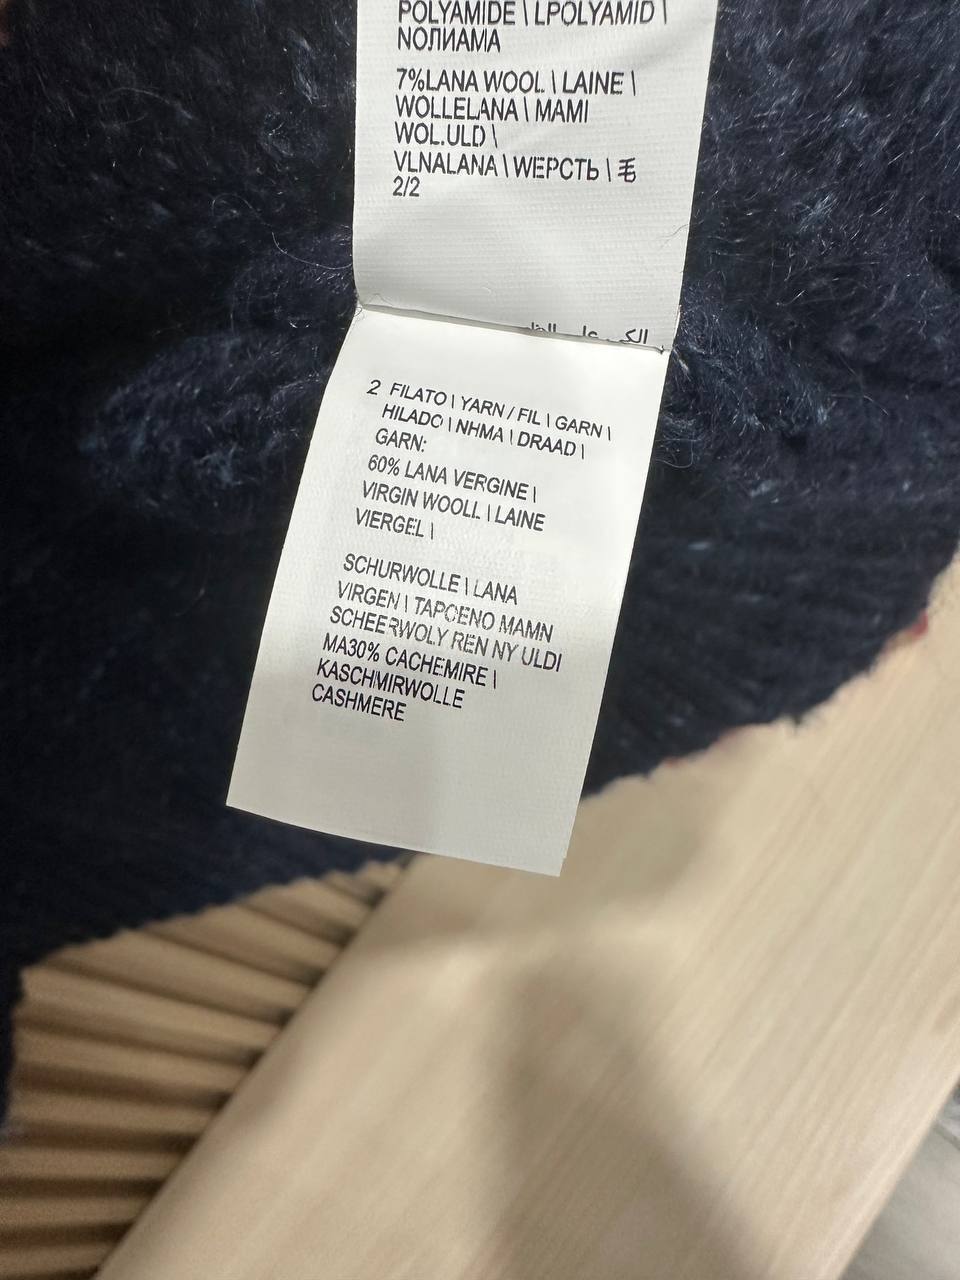 POLYAMIDE \ LPOLYAMID \
NOЛИАМА
7%LANA WOOL \ LAINE \
WOLLELANA \ MAMI
WOL.ULD \
VLNALANA \ WEPCTЬ \ 毛
2/2
2 FILATO \ YARN / FIL \ GARN \
HILADO \ NHMA \ DRAAD \
GARN:
60% LANA VERGINE \
VIRGIN WOOLL \ LAINE
VIERGEL \
SCHURWOLLE \ LANA
VIRGEN \ TAPOENO MAMN
SCHEERWOLY REN NY ULDI
MA30% CACHEMIRE \
KASCHMIRWOLLE
CASHMERE